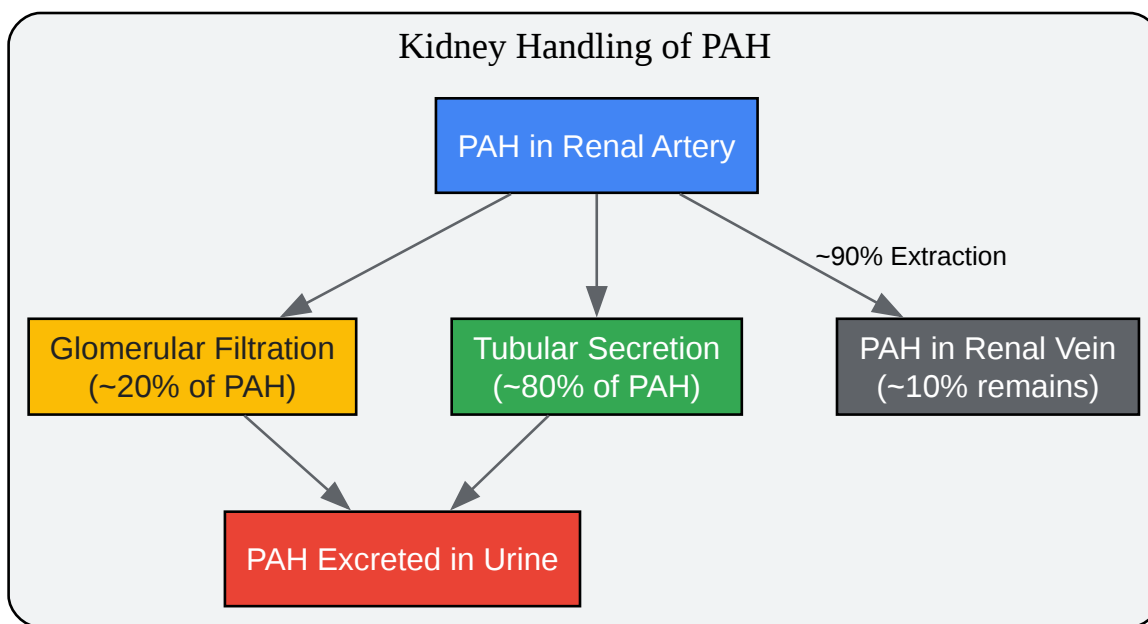 Kidney Handling of PAH
PAH in Renal Artery
~90% Extraction
Glomerular Filtration
(~20% of PAH)
Tubular Secretion
(~80% of PAH)
PAH in Renal Vein
(~10% remains)
PAH Excreted in Urine